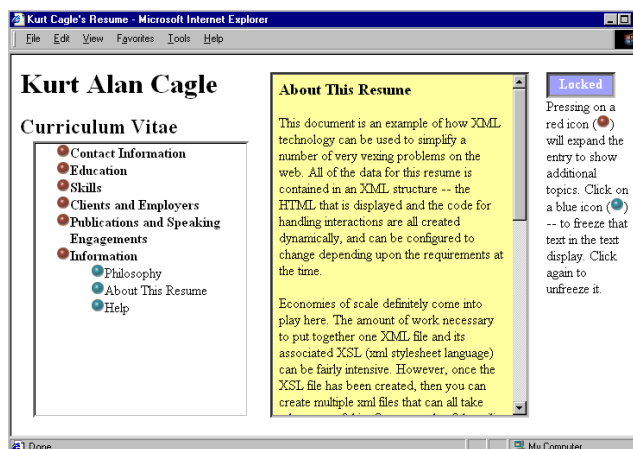 Kurt Cagle's Resume - Microsoft Internet Explorer
File Edit View Favorites Tools Help
Kurt Alan Cagle
Curriculum Vitae
Contact Information
Education
Skills
Clients and Employers
Publications and Speaking
Engagements
Information
Philosophy
About This Resume
Help
About This Resume
This document is an example of how XML
technology can be used to simplify a
number of very vexing problems on the
web. All of the data for this resume is
contained in an XML structure -- the
HTML that is displayed and the code for
handling interactions are all created
dynamically, and can be configured to
change depending upon the requirements at
the time.
Economies of scale definitely come into
play here. The amount of work necessary
to put together one XML file and its
associated XSL (xml stylesheet language)
can be fairly intensive. However, once the
XSL file has been created, then you can
create multiple xml files that can all take
Locked
Pressing on a
red icon ( )
will expand the
entry to show
additional
topics. Click on
a blue icon ( )
-- to freeze that
text in the text
display. Click
again to
unfreeze it.
Done
My Computer